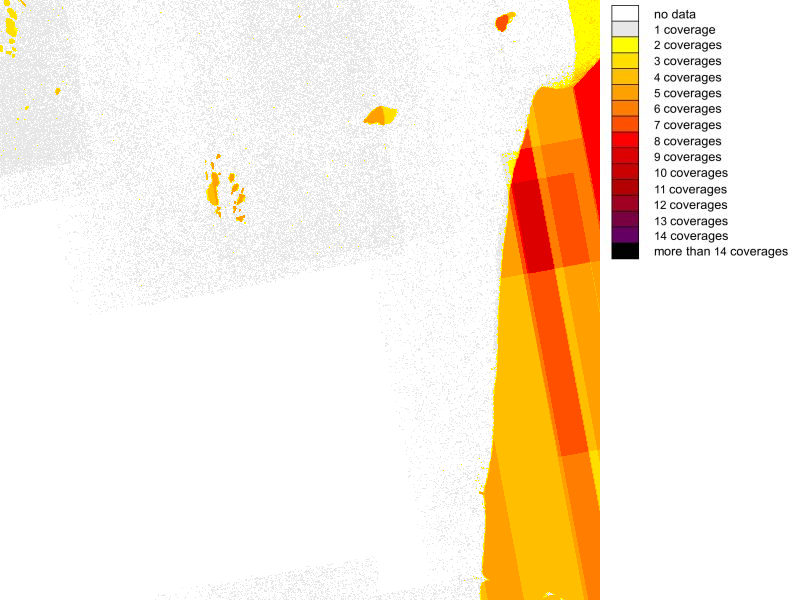 no data
1 coverage
2 coverages
3 coverages
4 coverages
5 coverages
6 coverages
7 coverages
8 coverages
9 coverages
10 coverages
11 coverages
12 coverages
13 coverages
14 coverages
more than 14 coverages